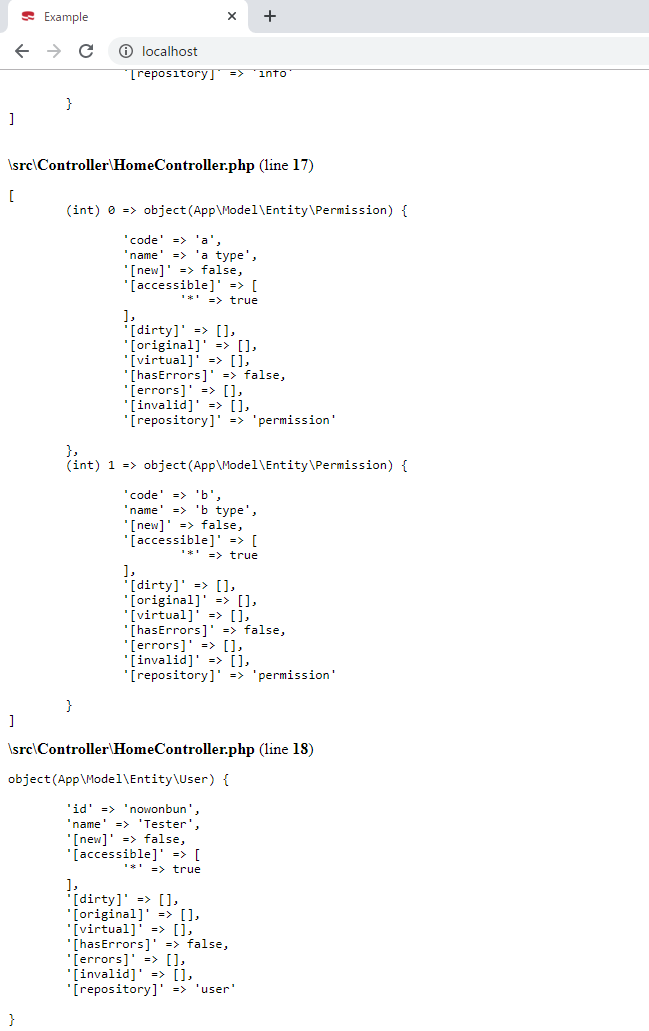 Example
localhost
'[repository]' => 'info'
}
]
\src\Controller\HomeController.php (line 17)
[
(int) 0 => object(App\Model\Entity\Permission) {
'code' => 'a',
'name' => 'a type',
'[new]' => false,
'[accessible]' => [
'*' => true
],
'[dirty]' => [],
'[original]' => [],
'[virtual]' => [],
'[hasErrors]' => false,
'[errors]' => [],
'[invalid]' => [],
'[repository]' => 'permission'
},
(int) 1 => object(App\Model\Entity\Permission) {
'code' => 'b',
'name' => 'b type',
'[new]' => false,
'[accessible]' => [
'*' => true
],
'[dirty]' => [],
'[original]' => [],
'[virtual]' => [],
'[hasErrors]' => false,
'[errors]' => [],
'[invalid]' => [],
'[repository]' => 'permission'
}
]
\src\Controller\HomeController.php (line 18)
object(App\Model\Entity\User) {
'id' => 'nowonbun',
'name' => 'Tester',
'[new]' => false,
'[accessible]' => [
'*' => true
],
'[dirty]' => [],
'[original]' => [],
'[virtual]' => [],
'[hasErrors]' => false,
'[errors]' => [],
'[invalid]' => [],
'[repository]' => 'user'
}